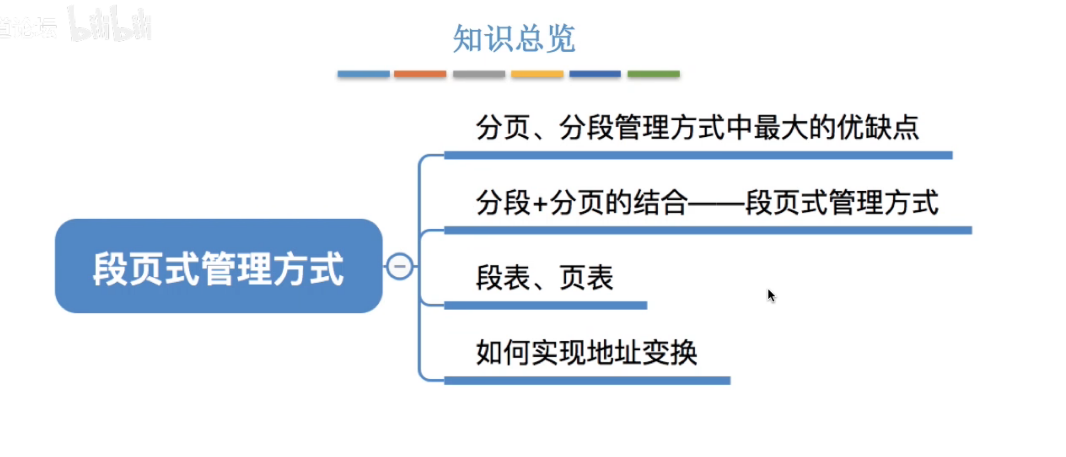 bilibili
知识总览
分页、分段管理方式中最大的优缺点
分段+分页的结合——段页式管理方式
段页式管理方式
段表、页表
如何实现地址变换